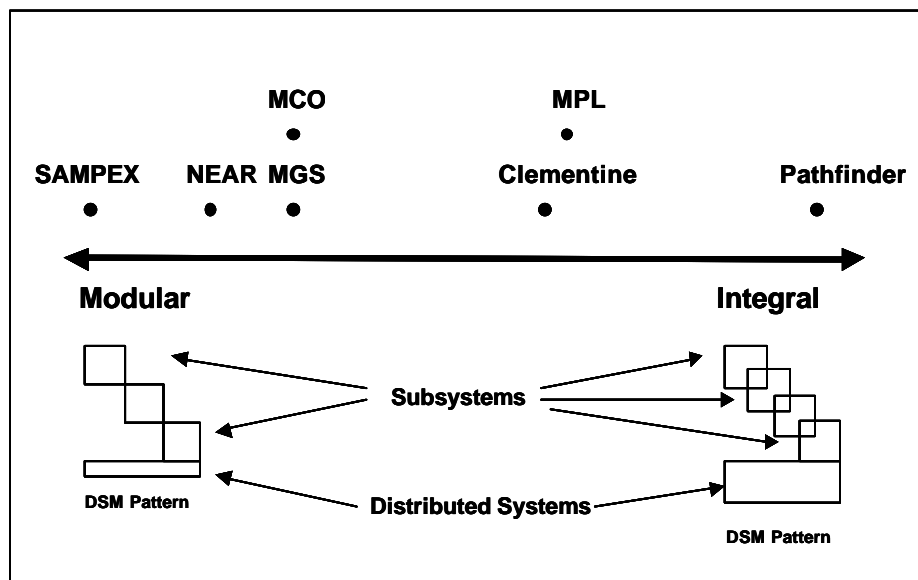 MCO MPL
SAMPEX NEAR MGS Clementine Pathfinder
Modular Integral
Subsystems
DSM Pattern Distributed Systems
DSM Pattern